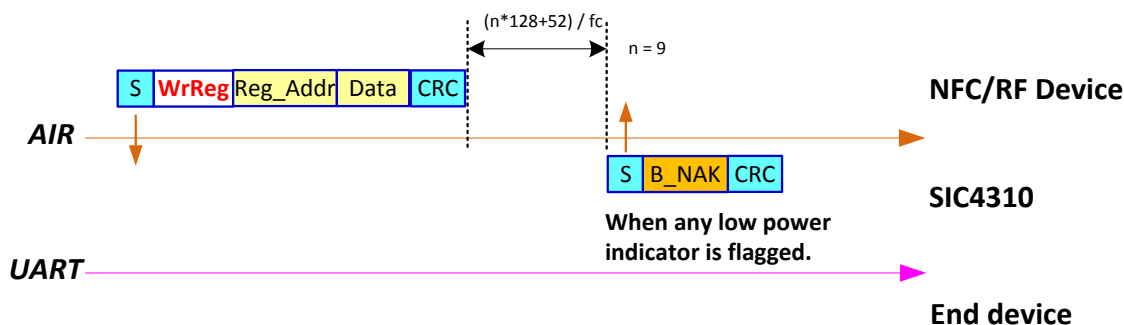 (n*128+52) / fc
n = 9
S WrReg Reg_Addr Data CRC
NFC/RF Device
AIR
S B_NAK CRC
SIC4310
When any low power
indicator is flagged.
UART
End device